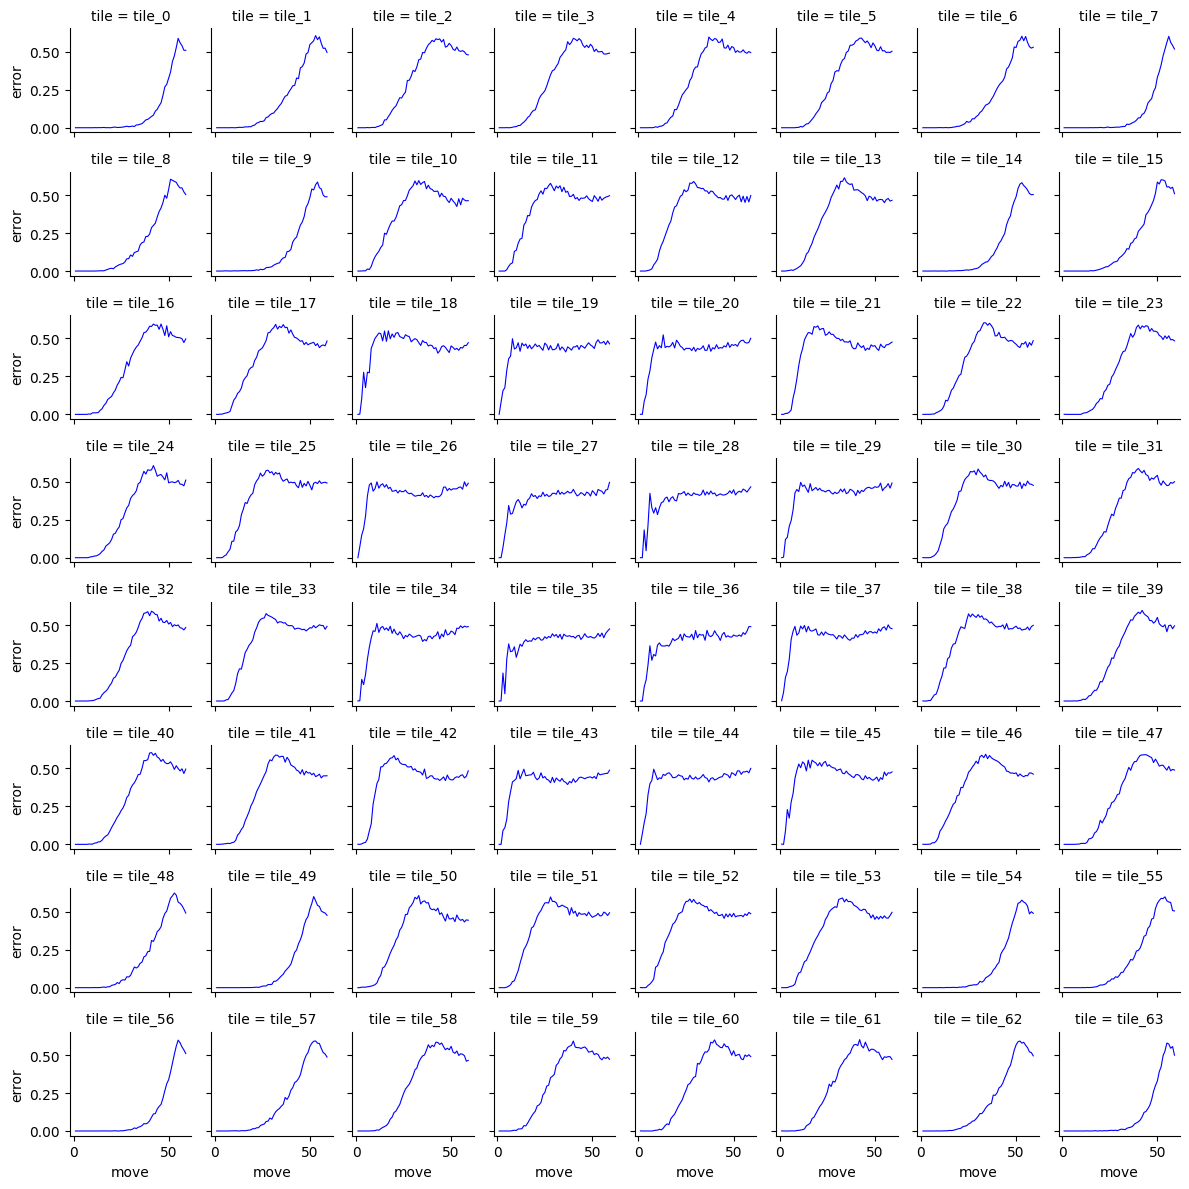 tile = tile_0 tile = tile_1 tile = tile_2 tile = tile_3 tile = tile_4 tile = tile_5 tile = tile_6 tile = tile_7
0.50
error
0.25
0.00
tile = tile_8 tile = tile_9 tile = tile_10 tile = tile_11 tile = tile_12 tile = tile_13 tile = tile_14 tile = tile_15
0.50
error
0.25
0.00
tile = tile_16 tile = tile_17 tile = tile_18 tile = tile_19 tile = tile_20 tile = tile_21 tile = tile_22 tile = tile_23
0.50
error
0.25
0.00
tile = tile_24 tile = tile_25 tile = tile_26 tile = tile_27 tile = tile_28 tile = tile_29 tile = tile_30 tile = tile_31
0.50
error
0.25
0.00
tile = tile_32 tile = tile_33 tile = tile_34 tile = tile_35 tile = tile_36 tile = tile_37 tile = tile_38 tile = tile_39
0.50
error
0.25
0.00
tile = tile_40 tile = tile_41 tile = tile_42 tile = tile_43 tile = tile_44 tile = tile_45 tile = tile_46 tile = tile_47
0.50
error
0.25
0.00
tile = tile_48 tile = tile_49 tile = tile_50 tile = tile_51 tile = tile_52 tile = tile_53 tile = tile_54 tile = tile_55
0.50
error
0.25
0.00
tile = tile_56 tile = tile_57 tile = tile_58 tile = tile_59 tile = tile_60 tile = tile_61 tile = tile_62 tile = tile_63
0.50
error
0.25
0.00
0 50 0 50 0 50 0 50 0 50 0 50 0 50 0 50
move move move move move move move move